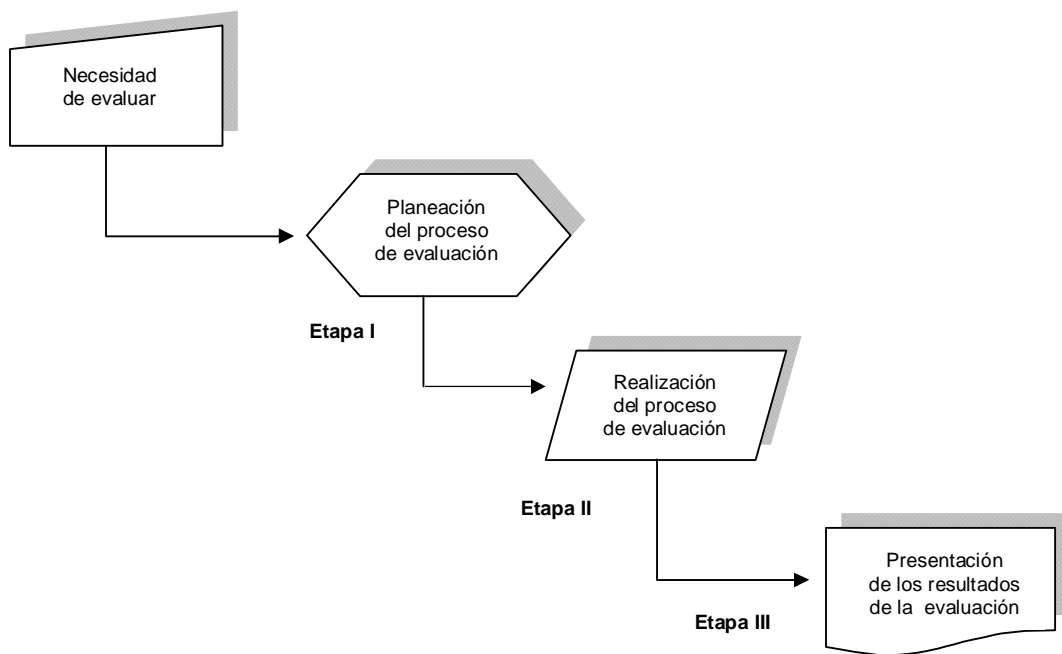 Necesidad
de evaluar
Planeación
del proceso
de evaluación
Etapa I
Realización
del proceso
de evaluación
Etapa II
Presentación
de los resultados
de la evaluación
Etapa III